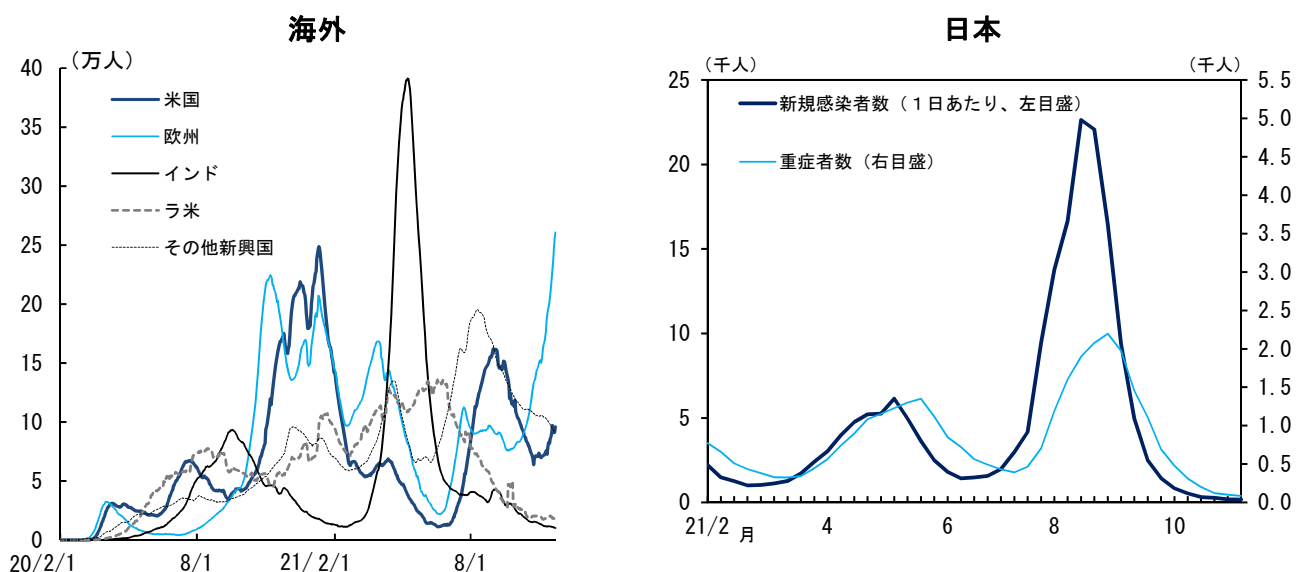 海外
（万人）
40
35
30
25
20
15
10
5
0
米国
欧州
インド
ラ米
その他新興国
20/2/1
8/1
21/2/1
8/1
日本
（千人）
（千人）
25
20
15
10
5
0
新規感染者数（１日あたり、左目盛）
重症者数（右目盛）
5.5
5.0
4.5
4.0
3.5
3.0
2.5
2.0
1.5
1.0
0.5
0.0
21/2月
4
6
8
10